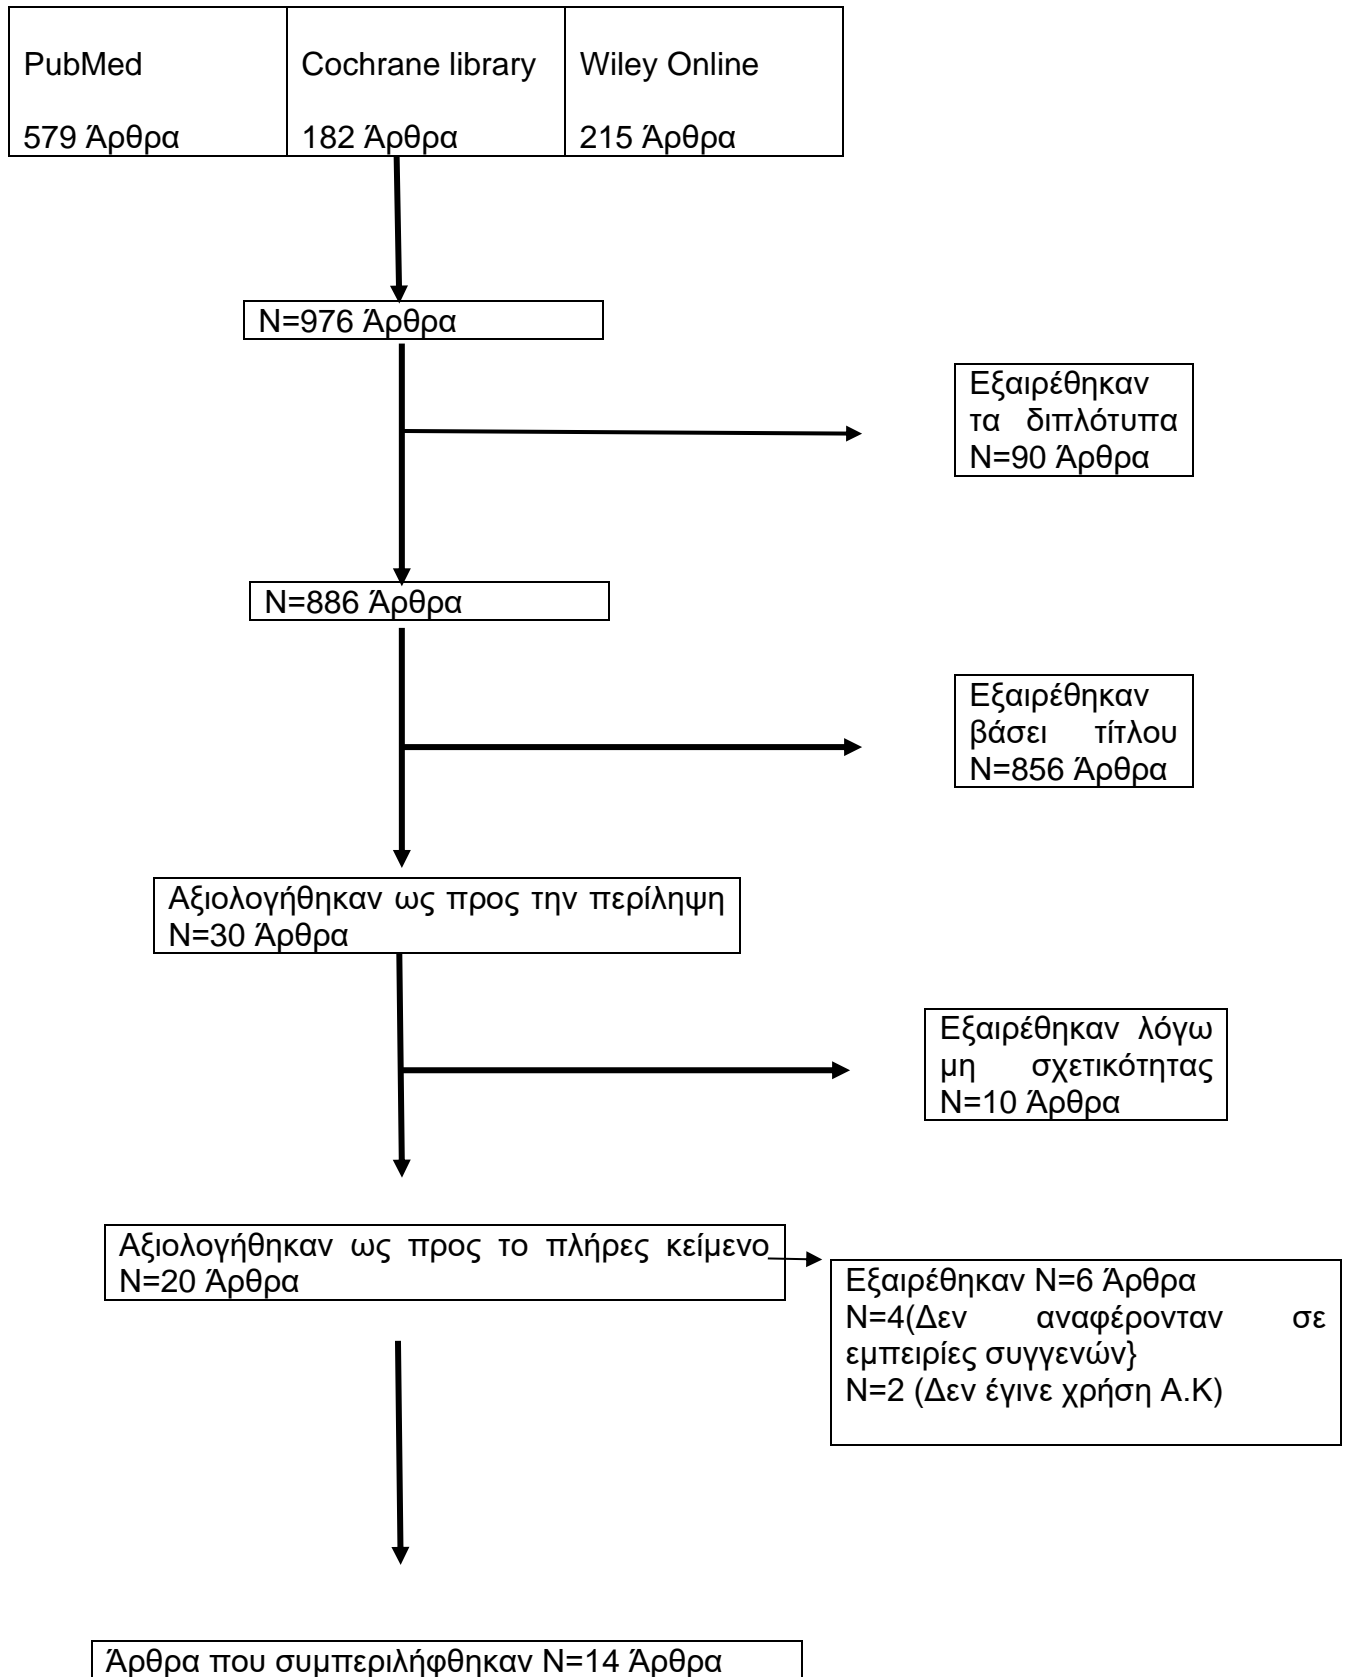 PubMed
579 Άρθρα
Cochrane library
182 Άρθρα
Wiley Online
215 Άρθρα
N=976 Άρθρα
Εξαιρέθηκαν
τα διπλότυπα
N=90 Άρθρα
N=886 Άρθρα
Εξαιρέθηκαν
βάσει τίτλου
N=856 Άρθρα
Αξιολογήθηκαν ως προς την περίληψη
N=30 Άρθρα
Εξαιρέθηκαν λόγω
μη σχετικότητας
N=10 Άρθρα
Αξιολογήθηκαν ως προς το πλήρες κείμενο
N=20 Άρθρα
Εξαιρέθηκαν N=6 Άρθρα
N=4(Δεν αναφέρονταν σε
εμπειρίες συγγενών}
N=2 (Δεν έγινε χρήση Α.Κ)
Άρθρα που συμπεριλήφθηκαν N=14 Άρθρα